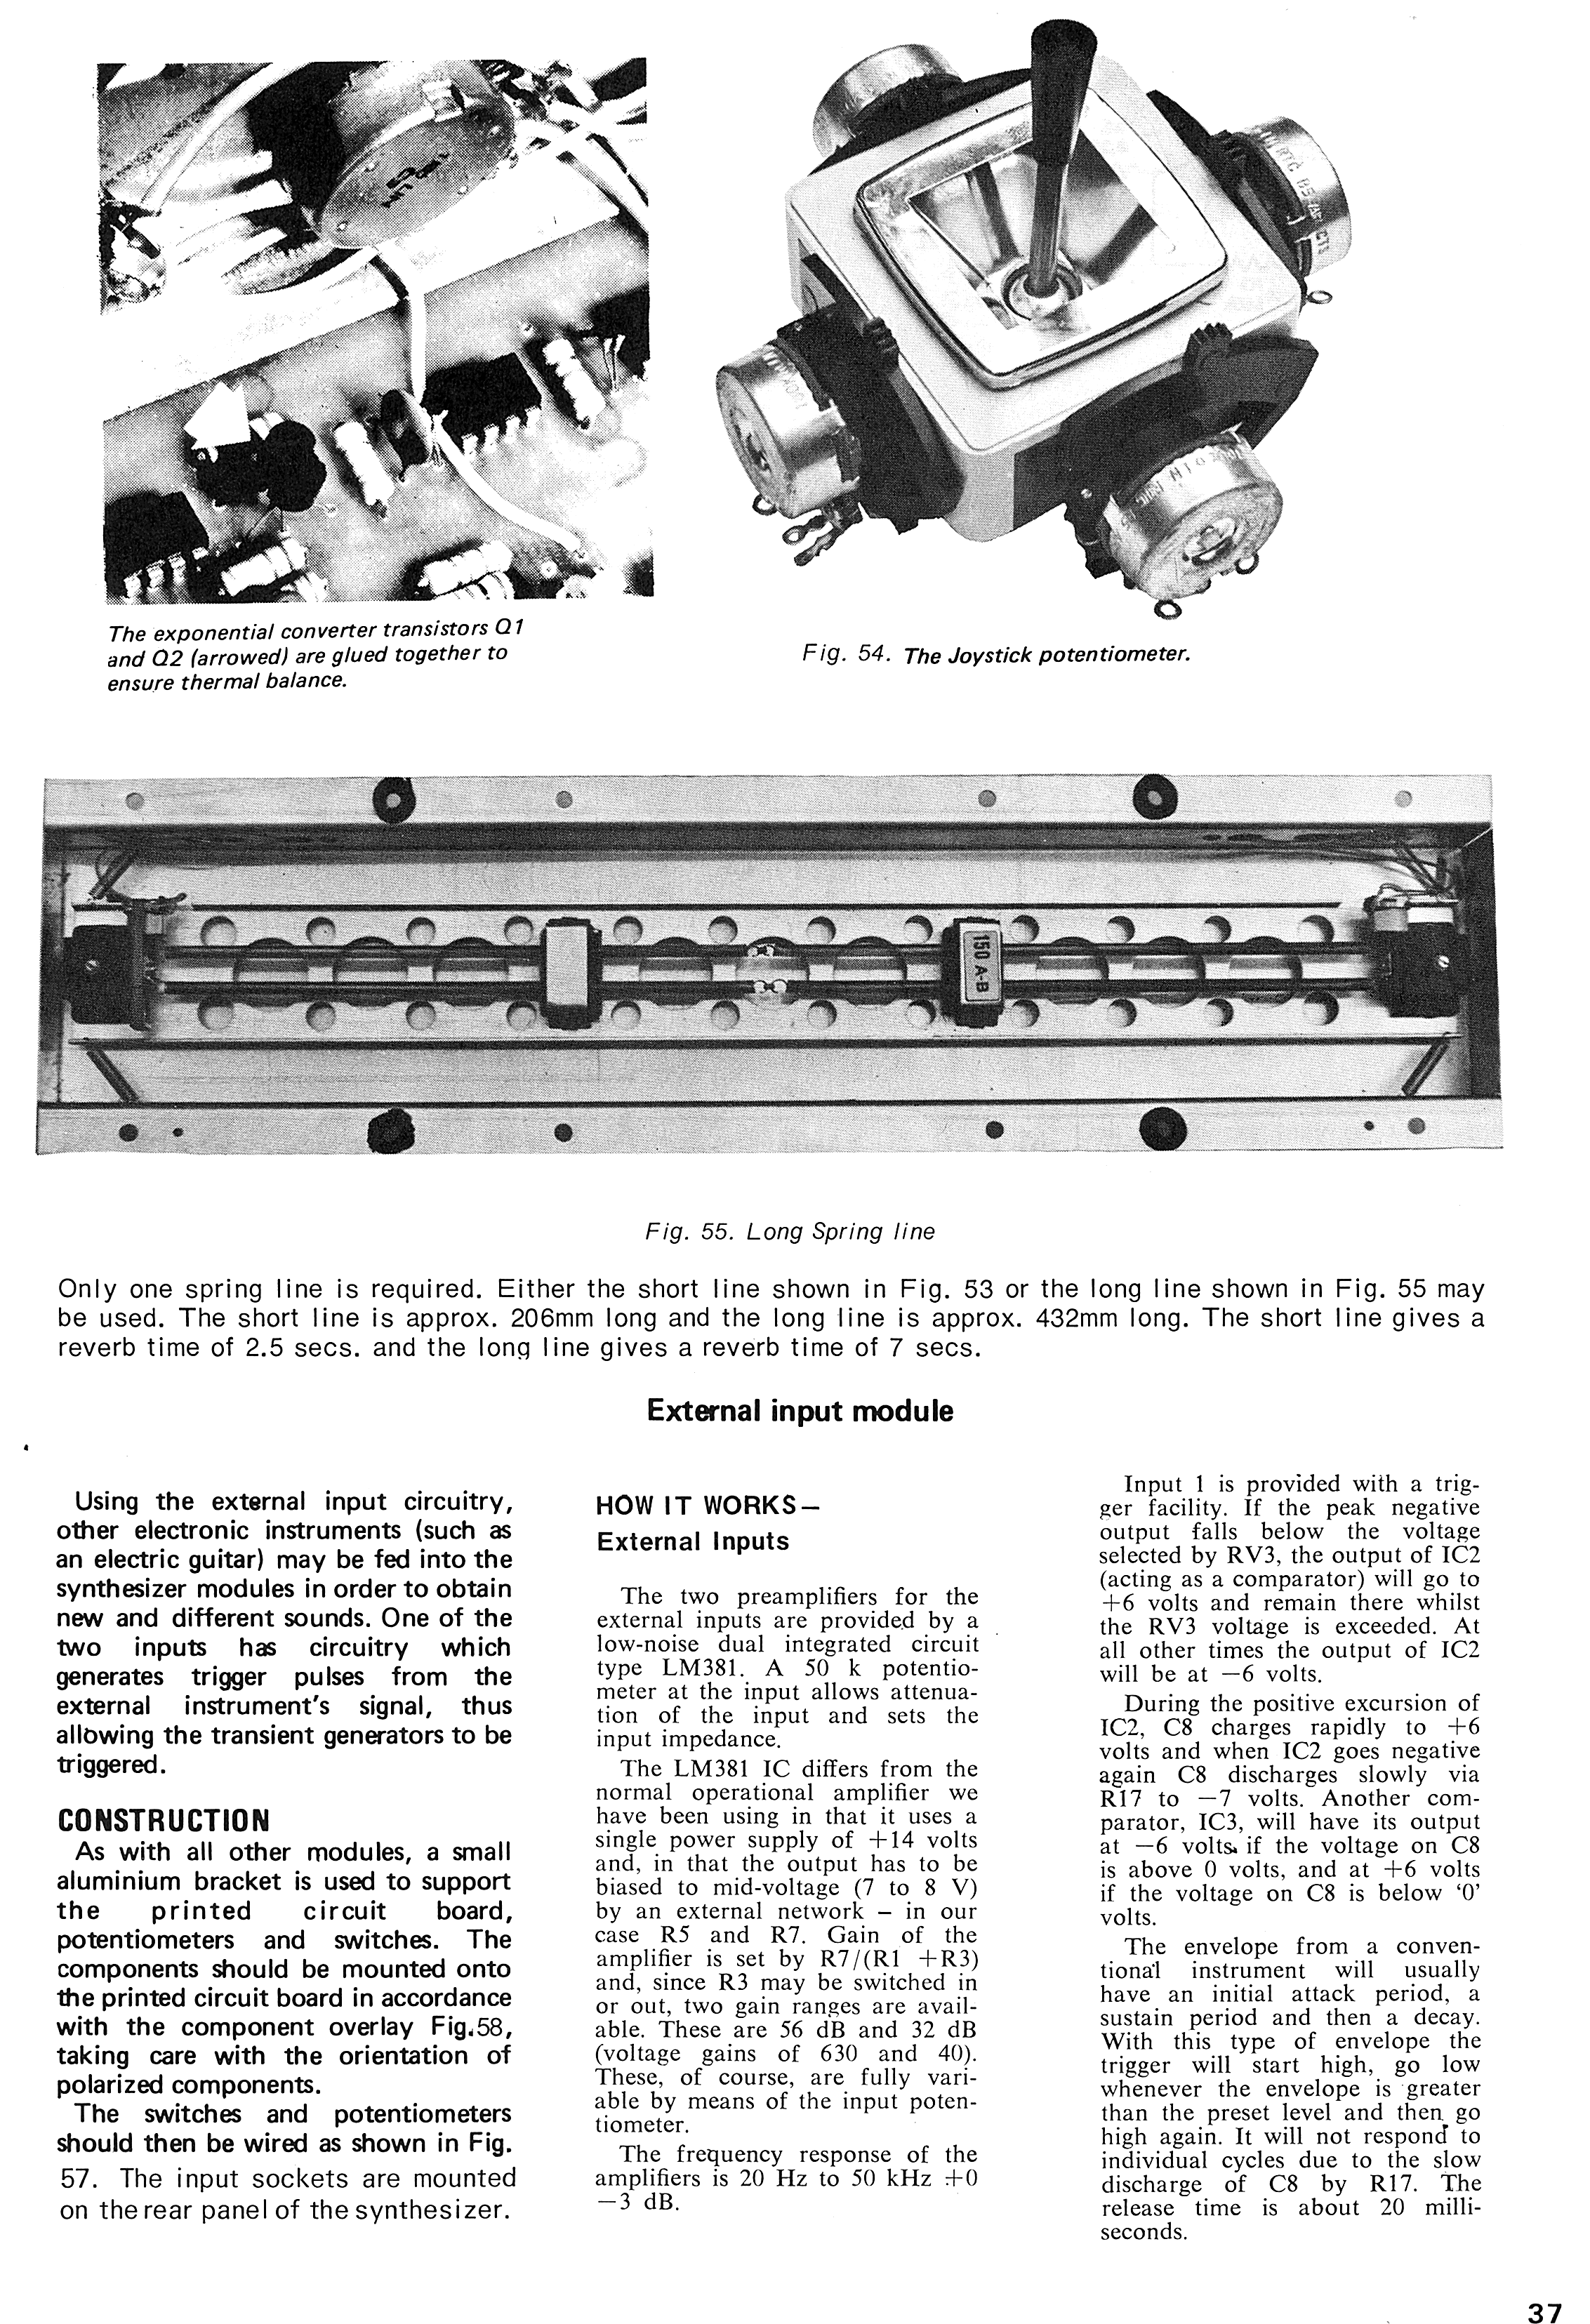 The exponential converter transistors Q1
and Q2 (arrowed) are glued together to
ensure thermal balance.
Fig. 54. The Joystick potentiometer.
150 A-B
Fig. 55. Long Spring line
Only one spring line is required. Either the short line shown in Fig. 53 or the long line shown in Fig. 55 may
be used. The short line is approx. 206mm long and the long line is approx. 432mm long. The short line gives a
reverb time of 2.5 secs. and the long line gives a reverb time of 7 secs.
External input module
Using the external input circuitry,
other electronic instruments (such as
an electric guitar) may be fed into the
synthesizer modules in order to obtain
new and different sounds. One of the
two inputs has circuitry which
generates trigger pulses from the
external instrument's signal, thus
allowing the transient generators to be
triggered.
CONSTRUCTION
As with all other modules, a small
aluminium bracket is used to support
the printed circuit board,
potentiometers and switches. The
components should be mounted onto
the printed circuit board in accordance
with the component overlay Fig.58,
taking care with the orientation of
polarized components.
The switches and potentiometers
should then be wired as shown in Fig.
57. The input sockets are mounted
on the rear panel of the synthesizer.
HOW IT WORKS—
External Inputs
The two preamplifiers for the
external inputs are provided by a
low-noise dual integrated circuit
type LM381. A 50 k potentio-
meter at the input allows attenua-
tion of the input and sets the
input impedance.
The LM381 IC differs from the
normal operational amplifier we
have been using in that it uses a
single power supply of +14 volts
and, in that the output has to be
biased to mid-voltage (7 to 8 V)
by an external network – in our
case R5 and R7. Gain of the
amplifier is set by R7/(R1 +R3)
and, since R3 may be switched in
or out, two gain ranges are avail-
able. These are 56 dB and 32 dB
(voltage gains of 630 and 40).
These, of course, are fully vari-
able by means of the input poten-
tiometer.
The frequency response of the
amplifiers is 20 Hz to 50 kHz +0
—3 dB.
Input 1 is provided with a trig-
ger facility. If the peak negative
output falls below the voltage
selected by RV3, the output of IC2
(acting as a comparator) will go to
+6 volts and remain there whilst
the RV3 voltage is exceeded. At
all other times the output of IC2
will be at —6 volts.
During the positive excursion of
IC2, C8 charges rapidly to +6
volts and when IC2 goes negative
again C8 discharges slowly via
R17 to —7 volts. Another com-
parator, IC3, will have its output
at —6 volts, if the voltage on C8
is above 0 volts, and at +6 volts
if the voltage on C8 is below '0'
volts.
The envelope from a conven-
tional instrument will usually
have an initial attack period, a
sustain period and then a decay.
With this type of envelope the
trigger will start high, go low
whenever the envelope is greater
than the preset level and then go
high again. It will not respond to
individual cycles due to the slow
discharge of C8 by R17. The
release time is about 20 milli-
seconds.
37